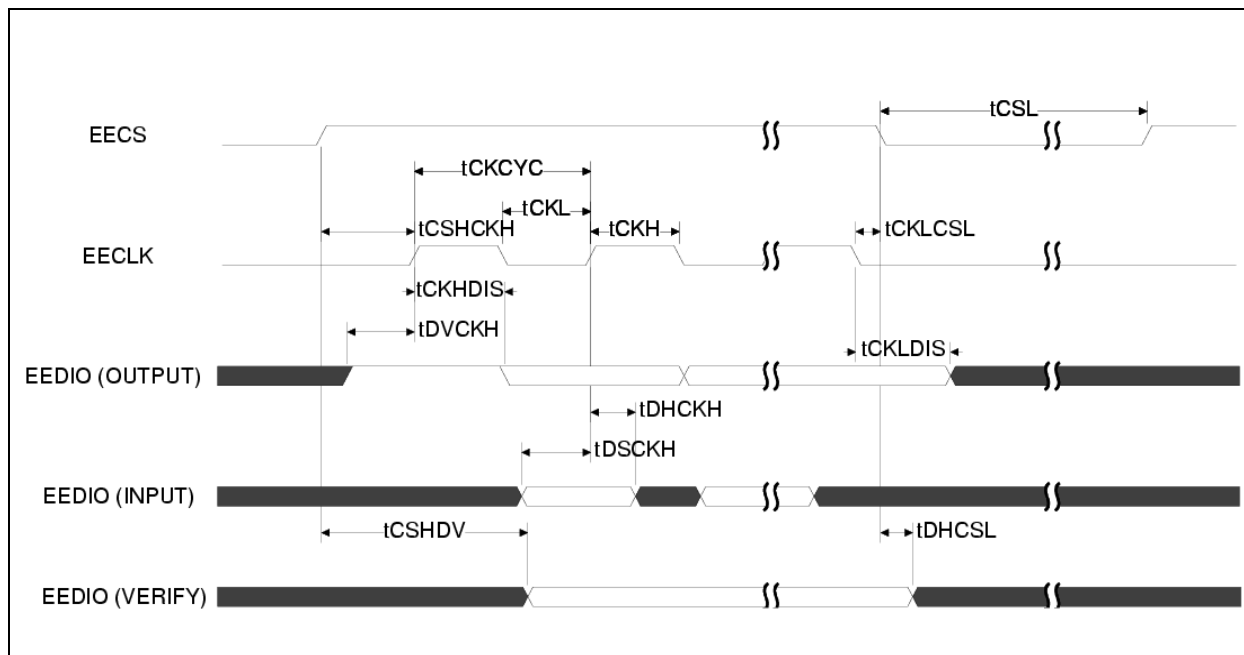 tCSL
EECS
tCKCYC
tCKL
tCSHCKH
tCKH
tCKLCSL
EECLK
tCKHDIS
tDVCKH
tCKLDIS
EEDIO (OUTPUT)
tDHCKH
tDSCKH
EEDIO (INPUT)
tCSHDV
tDHCSL
EEDIO (VERIFY)